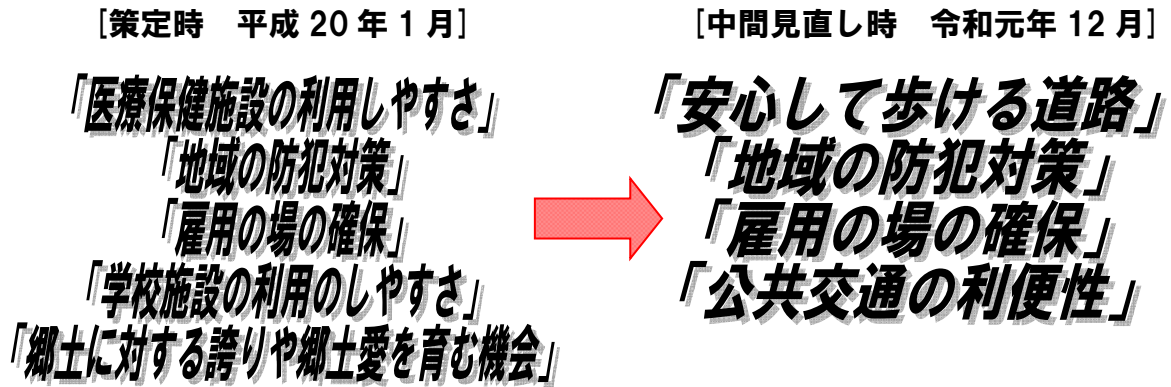 [策定時　平成 20 年 1 月]
「医療保健施設の利用しやすさ」
「地域の防犯対策」
「雇用の場の確保」
「学校施設の利用のしやすさ」
「郷土に対する誇りや郷土愛を育む機会」
[中間見直し時　令和元年 12 月]
「安心して歩ける道路」
「地域の防犯対策」
「雇用の場の確保」
「公共交通の利便性」